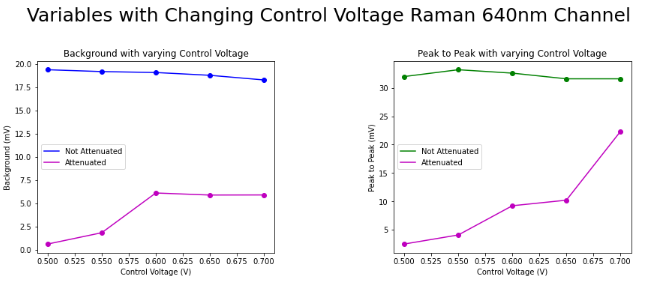 Variables with Changing Control Voltage Raman 640nm Channel
Background with varying Control Voltage
20.0
17.5
15.0
12.5
10.0
7.5
5.0
2.5
0.0
Background (mV)
Not Attenuated
Attenuated
0.500 0.525 0.550 0.575 0.600 0.625 0.650 0.675 0.700
Control Voltage (V)
Peak to Peak with varying Control Voltage
30
25
20
15
10
5
Peak to Peak (mV)
Not Attenuated
Attenuated
0.500 0.525 0.550 0.575 0.600 0.625 0.650 0.675 0.700
Control Voltage (V)